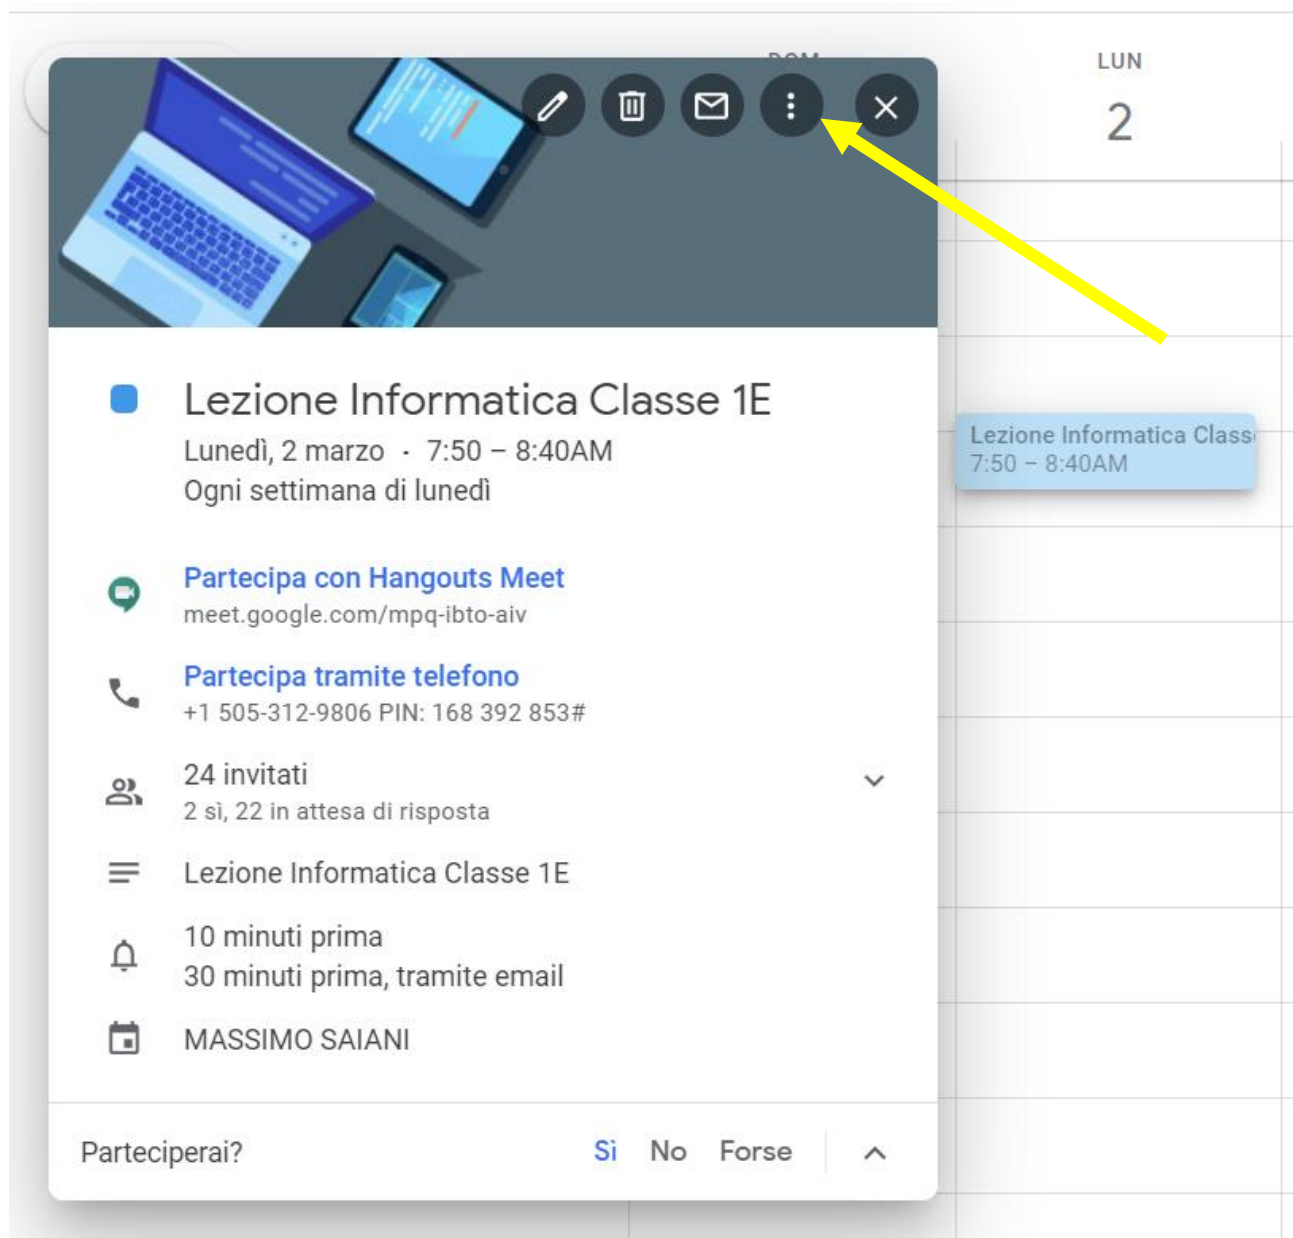 LUN
2
Lezione Informatica Classe 1E
Lunedì, 2 marzo · 7:50 – 8:40AM
Ogni settimana di lunedì
Partecipa con Hangouts Meet
meet.google.com/mpq-ibto-aiv
Partecipa tramite telefono
+1 505-312-9806 PIN: 168 392 853#
24 invitati
2 sì, 22 in attesa di risposta
Lezione Informatica Classe 1E
10 minuti prima
30 minuti prima, tramite email
MASSIMO SAIANI
Parteciperai?
Sì No Forse
Lezione Informatica Class
7:50 – 8:40AM